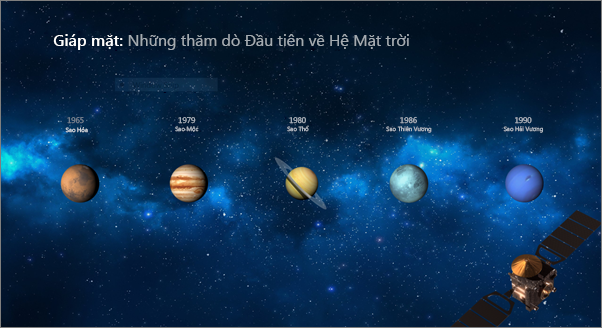 Giáp mặt: Những thăm dò Đầu tiên về Hệ Mặt trời
1965
Sao Hỏa
1979
Sao Mộc
1980
Sao Thổ
1986
Sao Thiên Vương
1990
Sao Hải Vương